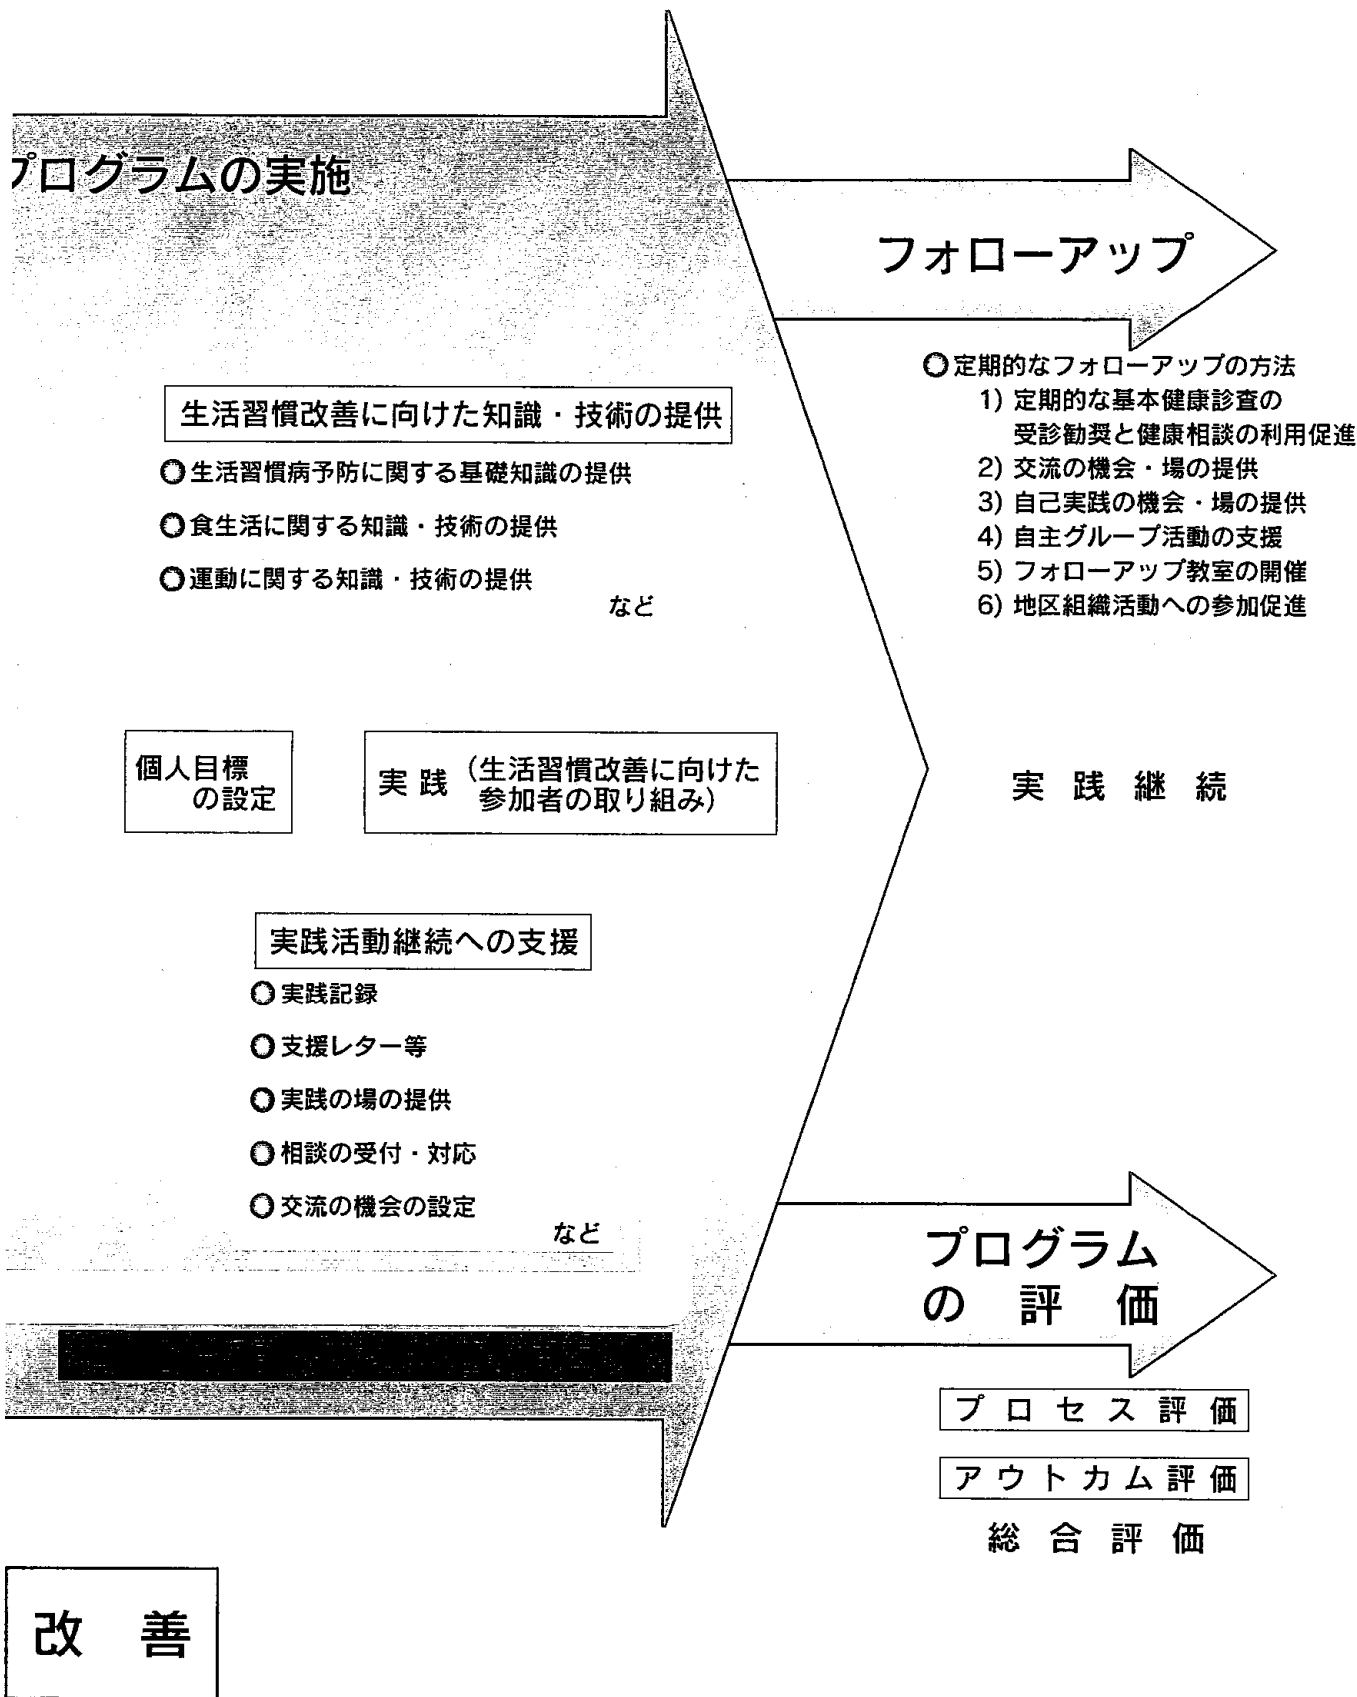 プログラムの実施
フォローアップ
○定期的なフォローアップの方法
1) 定期的な基本健康診査の
受診勧奨と健康相談の利用促進
2) 交流の機会・場の提供
3) 自己実践の機会・場の提供
4) 自主グループ活動の支援
5) フォローアップ教室の開催
6) 地区組織活動への参加促進
生活習慣改善に向けた知識・技術の提供
○生活習慣病予防に関する基礎知識の提供
○食生活に関する知識・技術の提供
○運動に関する知識・技術の提供
など
個人目標
の設定
実践（生活習慣改善に向けた
参加者の取り組み）
実践継続
実践活動継続への支援
○実践記録
○支援レター等
○実践の場の提供
○相談の受付・対応
○交流の機会の設定
など
プログラム
の評価
プロセス評価
アウトカム評価
総合評価
改善